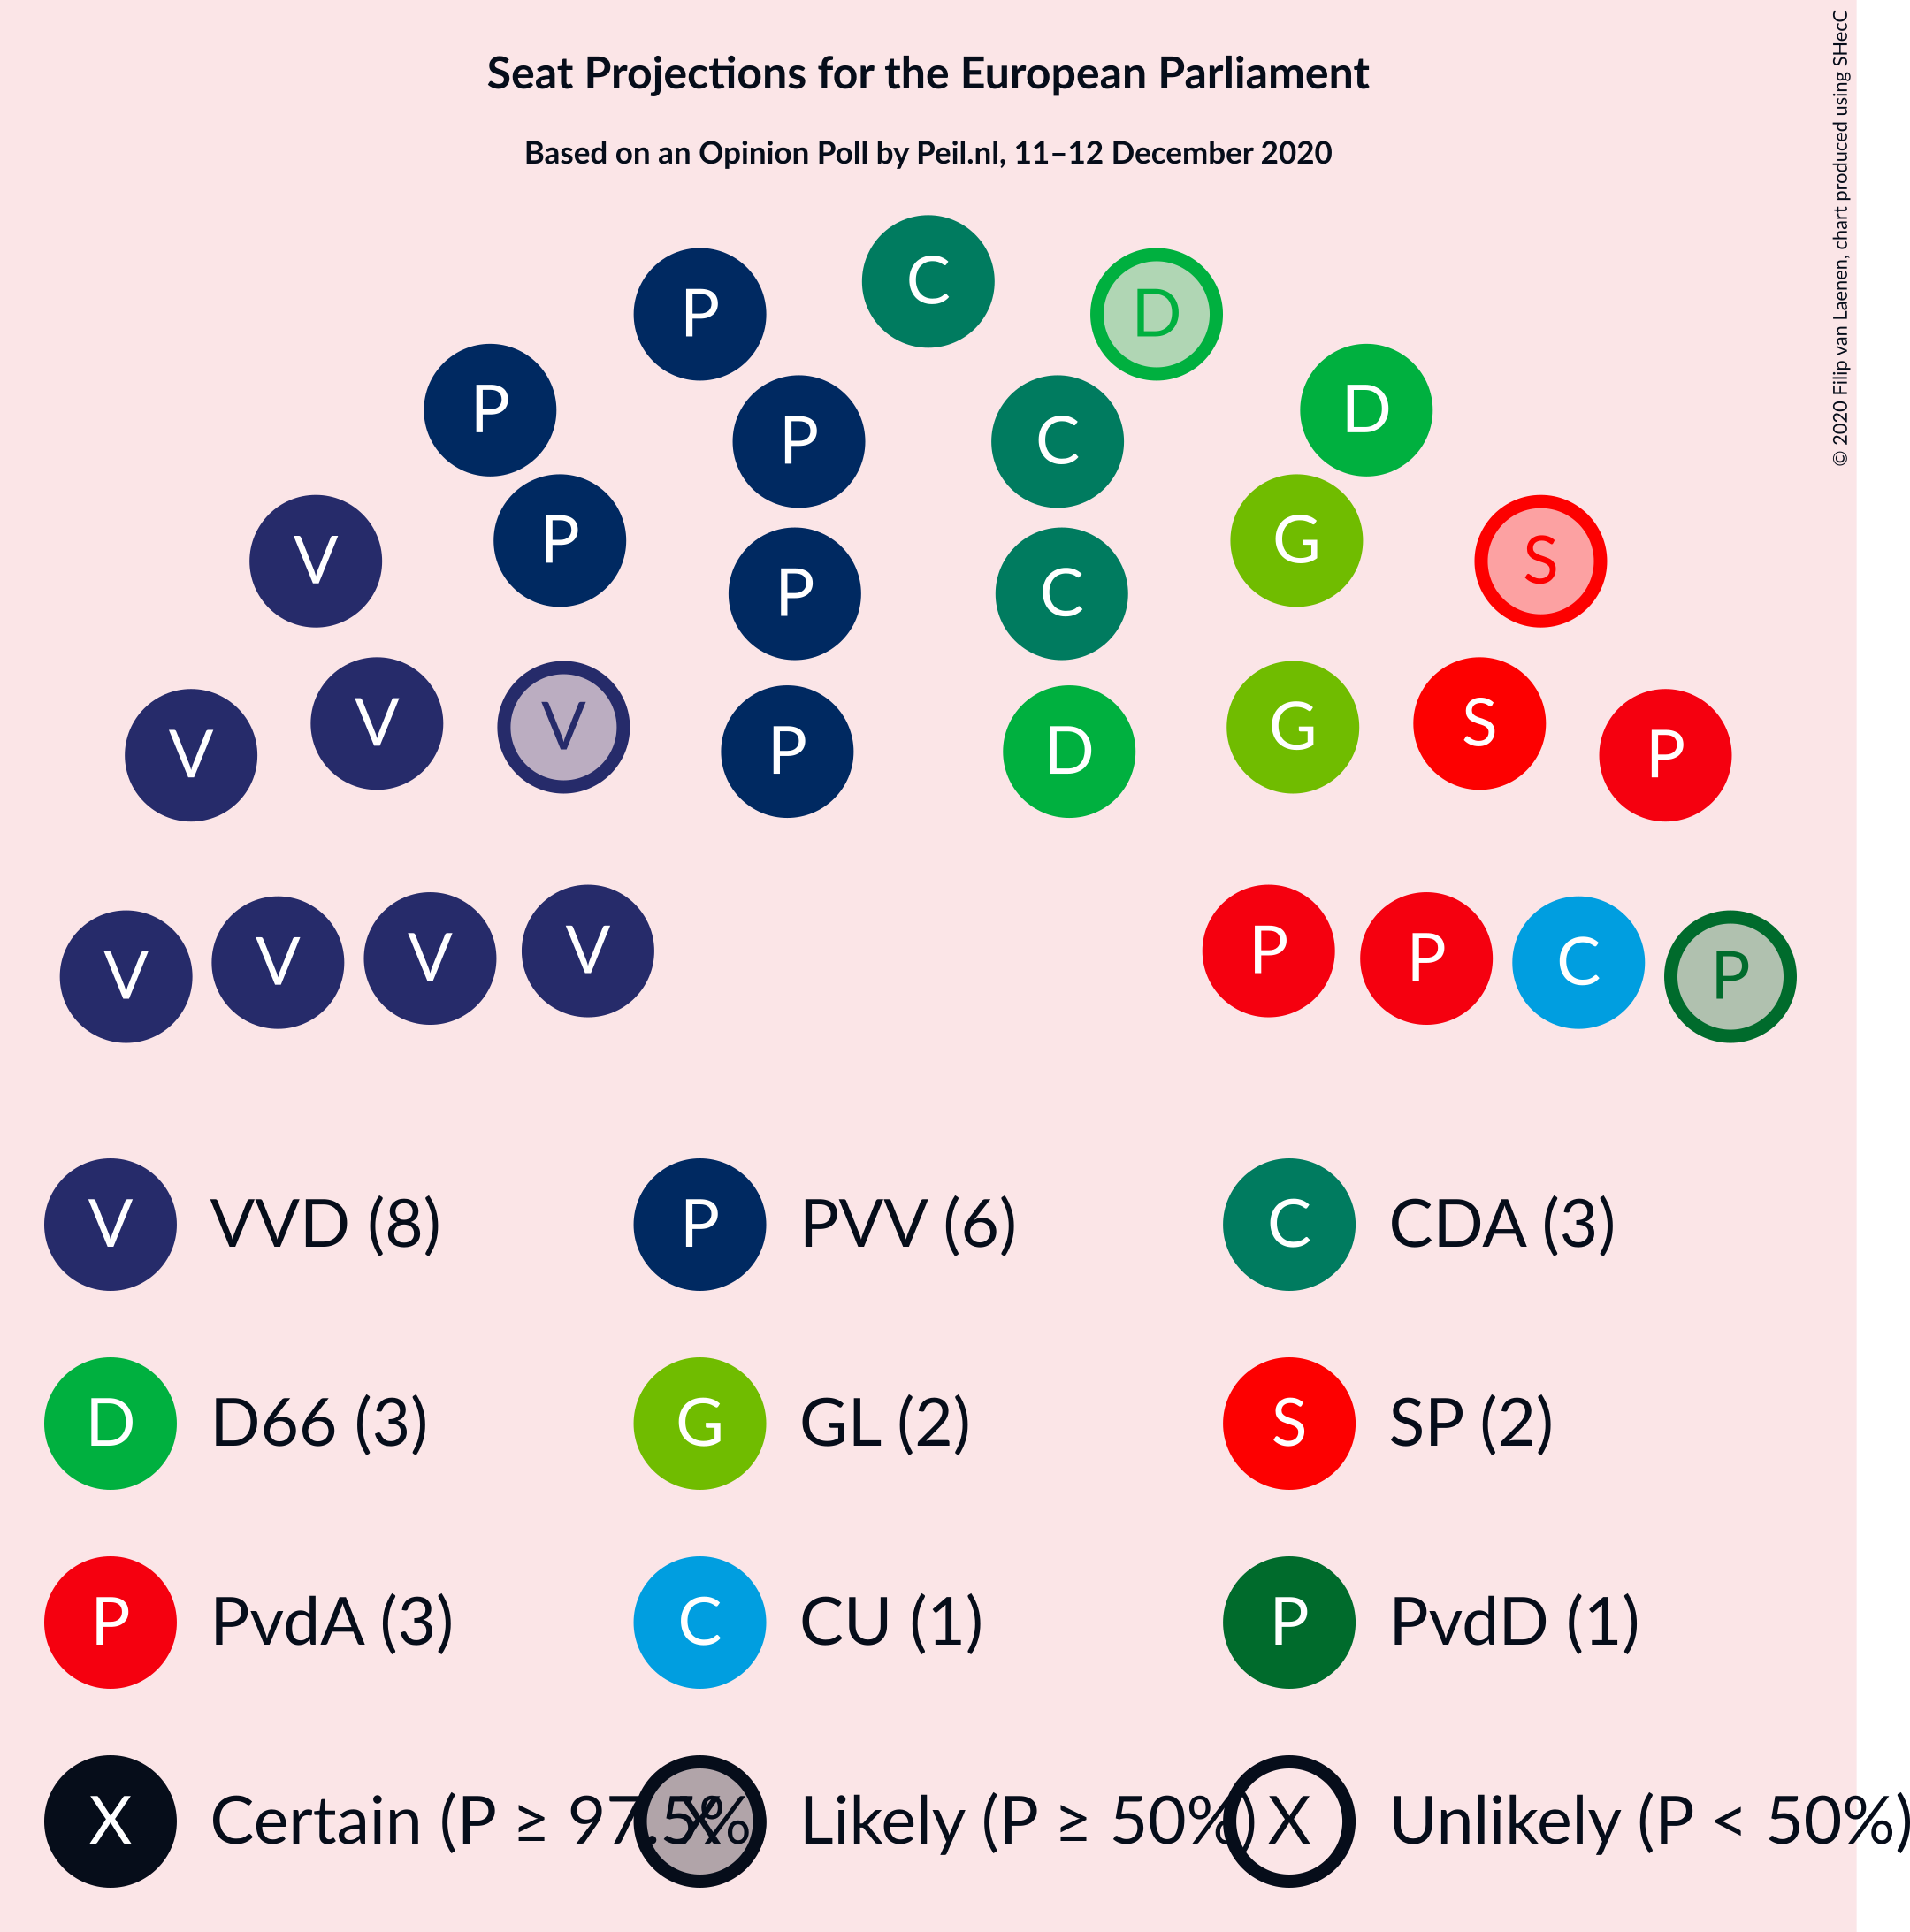 Seat Projections for the European Parliament
Based on an Opinion Poll by Peil.nl, 11–12 December 2020
© 2020 Filip van Laenen, chart produced using SHecC
C
P D
P D
P C
P G
V S
P C
V S
V P
V G
P D
V P
V P
V C
V P
V VVD (8) P PVV (6) C CDA (3)
D D66 (3) G GL (2) S SP (2)
P PvdA (3) C CU (1) P PvdD (1)
X Certain (P ≥ 97.5%) X Likely (P ≥ 50%) X Unlikely (P < 50%)